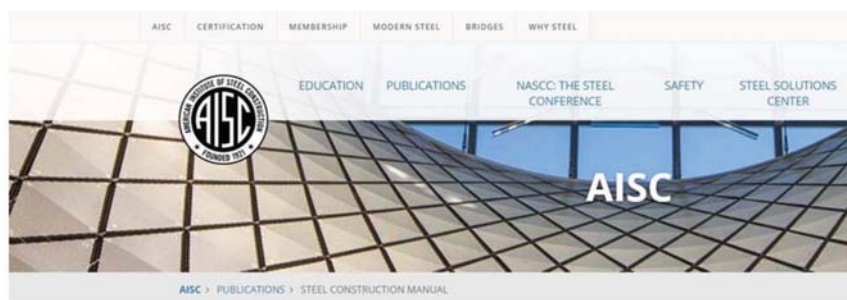 AISC CERTIFICATION MEMBERSHIP MODERN STEEL BRIDGES WHY STEEL
EDUCATION PUBLICATIONS NASCC: THE STEEL CONFERENCE SAFETY STEEL SOLUTIONS CENTER
AMERICAN INSTITUTE OF STEEL CONSTRUCTION
AISC
FOUNDED 1921
AISC
AISC > PUBLICATIONS > STEEL CONSTRUCTION MANUAL